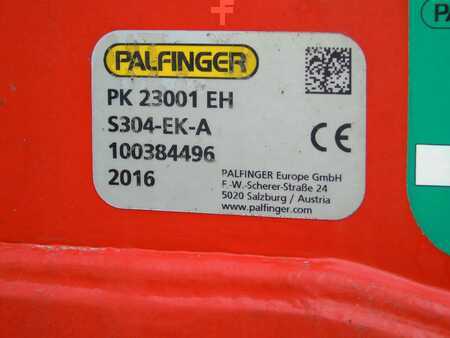 PALFINGER
PK 23001 EH
S304-EK-A
100384496
2016
CE
PALFINGER Europe GmbH
F.-W.-Scherer-Straße 24
5020 Salzburg / Austria
www.palfinger.com